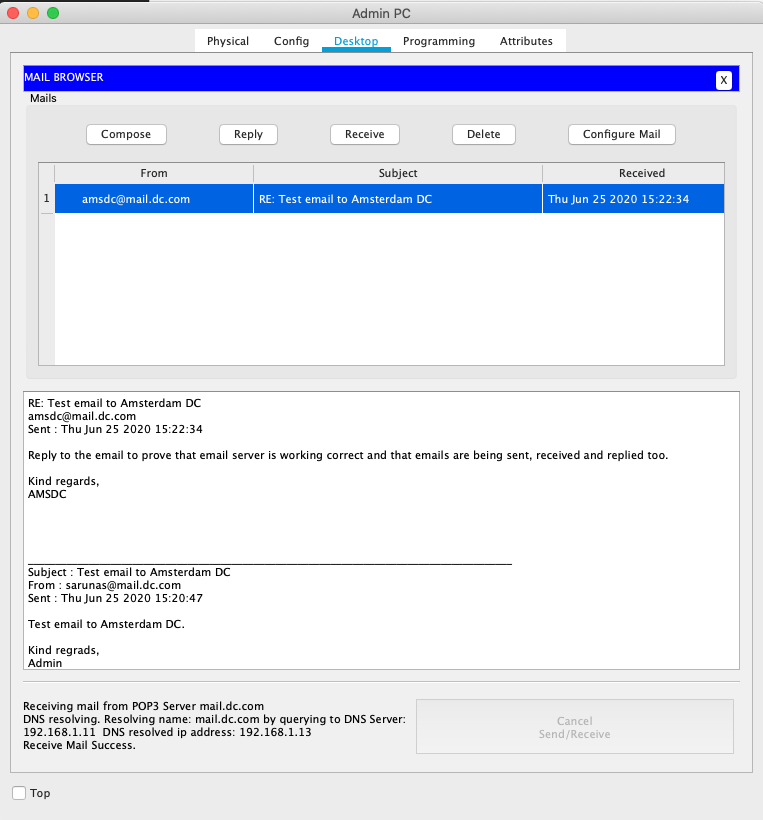 Admin PC
Physical Config Desktop Programming Attributes
MAIL BROWSER X
Mails
Compose Reply Receive Delete Configure Mail
From Subject Received
1 amsdc@mail.dc.com RE: Test email to Amsterdam DC Thu Jun 25 2020 15:22:34
RE: Test email to Amsterdam DC
amsdc@mail.dc.com
Sent : Thu Jun 25 2020 15:22:34
Reply to the email to prove that email server is working correct and that emails are being sent, received and replied too.
Kind regards,
AMSDC
Subject : Test email to Amsterdam DC
From : sarunas@mail.dc.com
Sent : Thu Jun 25 2020 15:20:47
Test email to Amsterdam DC.
Kind regrads,
Admin
Receiving mail from POP3 Server mail.dc.com
DNS resolving. Resolving name: mail.dc.com by querying to DNS Server:
192.168.1.11 DNS resolved ip address: 192.168.1.13
Receive Mail Success.
Cancel
Send/Receive
Top